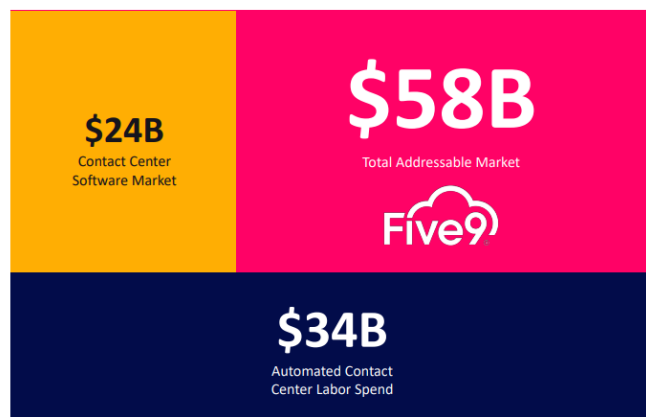 $24B
Contact Center
Software Market
$58B
Total Addressable Market
Five9
$34B
Automated Contact
Center Labor Spend